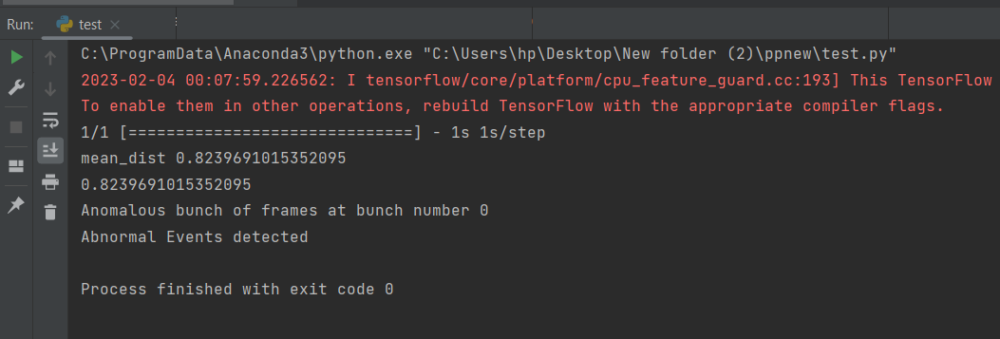 Run: test
C:\ProgramData\Anaconda3\python.exe "C:\Users\hp\Desktop\New folder (2)\ppnew\test.py"
2023-02-04 00:07:59.226562: I tensorflow/core/platform/cpu_feature_guard.cc:193] This TensorFlow
To enable them in other operations, rebuild TensorFlow with the appropriate compiler flags.
1/1 [==============================] - 1s 1s/step
mean_dist 0.8239691015352095
0.8239691015352095
Anomalous bunch of frames at bunch number 0
Abnormal Events detected
Process finished with exit code 0